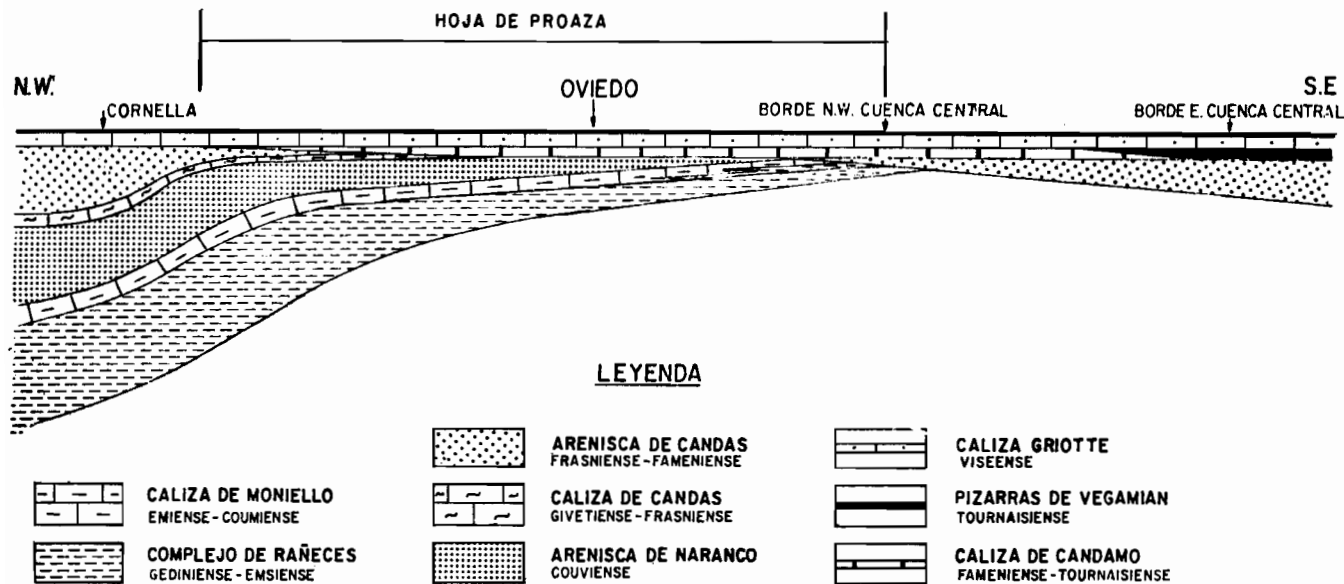 HOJA DE PROAZA
N.W.
S.E
CORNELLA
OVIEDO
BORDE N.W. CUENCA CENTRAL
BORDE E. CUENCA CENTRAL
LEYENDA
CALIZA DE MONIELLO
EMIENSE-COUMIENSE
COMPLEJO DE RAÑECES
GEDINIENSE-EMSIENSE
ARENISCA DE CANDAS
FRASNIENSE-FAMENIENSE
CALIZA DE CANDAS
GIVETIENSE-FRASNIENSE
ARENISCA DE NARANCO
COUVIENSE
CALIZA GRIOTTE
VISEENSE
PIZARRAS DE VEGAMIAN
TOURNAISIENSE
CALIZA DE CANDAMO
FAMENIENSE-TOURNAISIENSE